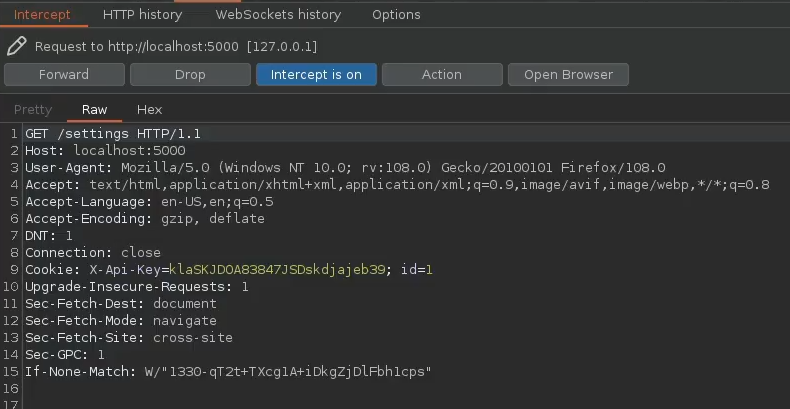 Intercept HTTP history WebSockets history Options
Request to http://localhost:5000 [127.0.0.1]
Forward Drop Intercept is on Action Open Browser
Pretty Raw Hex
1 GET /settings HTTP/1.1
2 Host: localhost:5000
3 User-Agent: Mozilla/5.0 (Windows NT 10.0; rv:108.0) Gecko/20100101 Firefox/108.0
4 Accept: text/html,application/xhtml+xml,application/xml;q=0.9,image/avif,image/webp,*/*;q=0.8
5 Accept-Language: en-US,en;q=0.5
6 Accept-Encoding: gzip, deflate
7 DNT: 1
8 Connection: close
9 Cookie: X-Api-Key=klaSKJDOA83847JSDskdjajeb39; id=1
10 Upgrade-Insecure-Requests: 1
11 Sec-Fetch-Dest: document
12 Sec-Fetch-Mode: navigate
13 Sec-Fetch-Site: cross-site
14 Sec-GPC: 1
15 If-None-Match: W/"1330-qT2t+TXcg1A+iDkgZjDlFbh1cps"
16
17